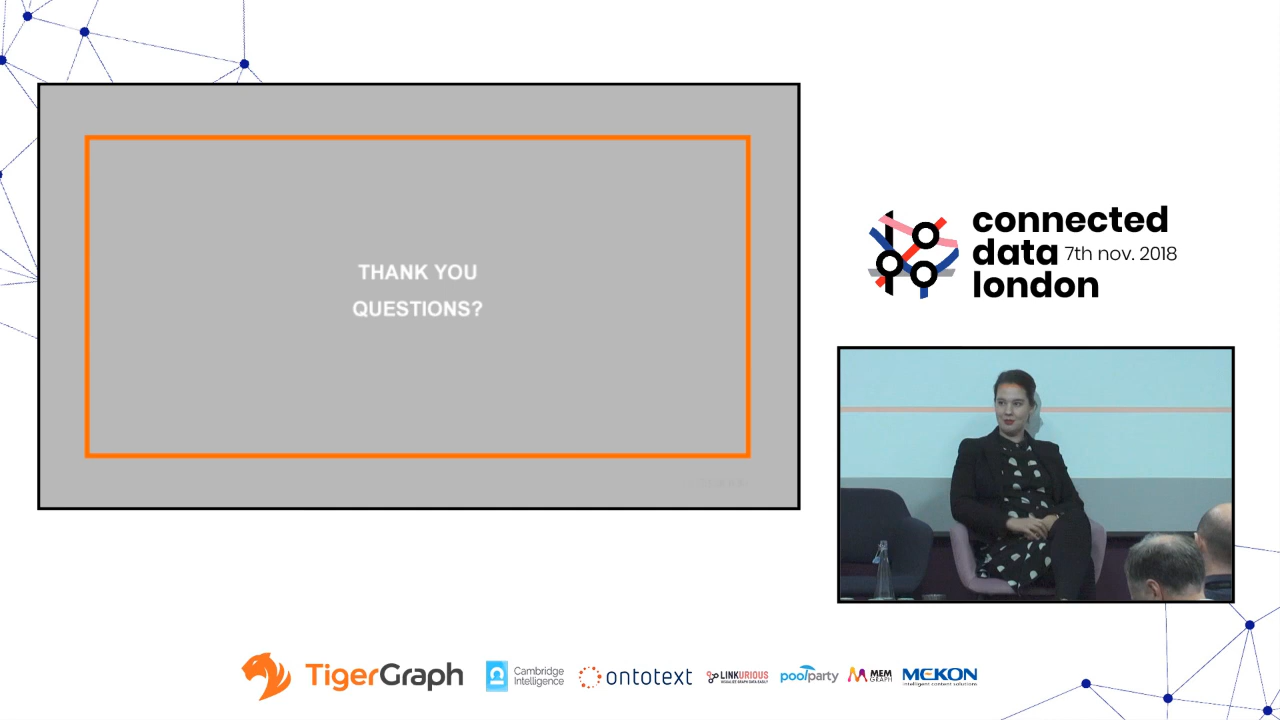 THANK YOU
QUESTIONS?
connected
data 7th nov. 2018
london
TigerGraph
Cambridge
Intelligence
ontotext
LINKURIOUS
poolparty
MEM
GRAPH
MEKON
intelligent content solutions